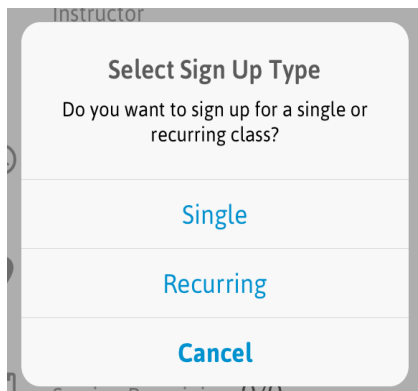 Instructor
Select Sign Up Type
Do you want to sign up for a single or
recurring class?
Single
Recurring
Cancel